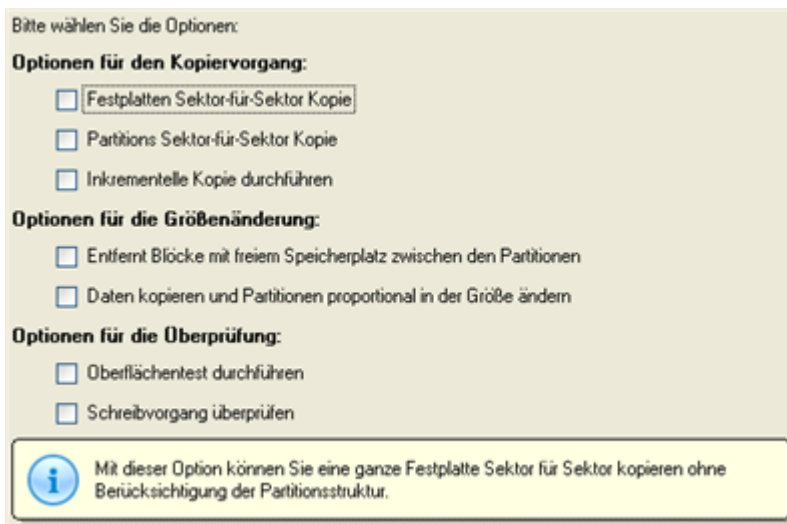 Bitte wählen Sie die Optionen:
Optionen für den Kopiervorgang:
Festplatten Sektor-für-Sektor Kopie
Partitions Sektor-für-Sektor Kopie
Inkrementelle Kopie durchführen
Optionen für die Größenänderung:
Entfernt Blöcke mit freiem Speicherplatz zwischen den Partitionen
Daten kopieren und Partitionen proportional in der Größe ändern
Optionen für die Überprüfung:
Oberflächentest durchführen
Schreibvorgang überprüfen
Mit dieser Option können Sie eine ganze Festplatte Sektor für Sektor kopieren ohne
Berücksichtigung der Partitionsstruktur.